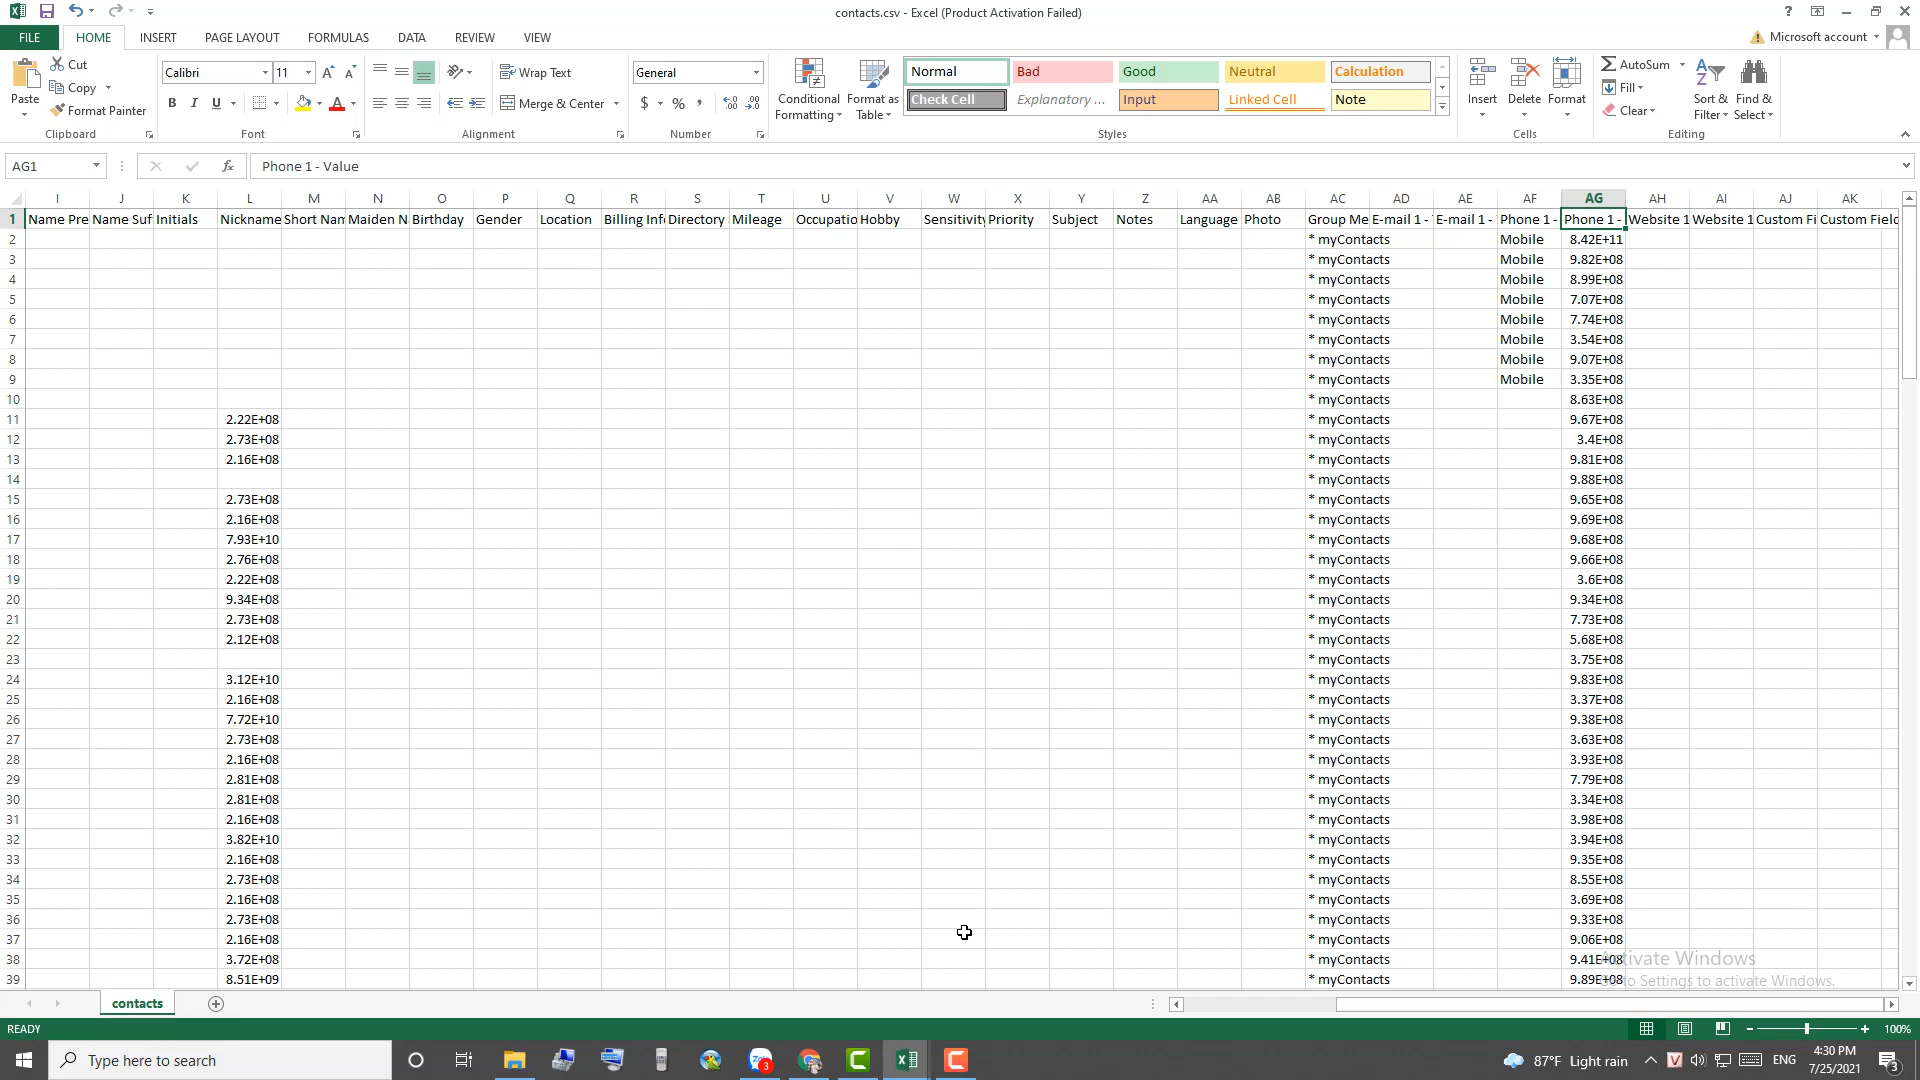 contacts.csv - Excel (Product Activation Failed)
FILE HOME INSERT PAGE LAYOUT FORMULAS DATA REVIEW VIEW Microsoft account
Paste Cut Copy Format Painter
Calibri 11 B I U
Wrap Text Merge & Center
General $ %
Conditional Formatting Format as Table
Normal Bad Good Neutral Calculation
Check Cell Explanatory ... Input Linked Cell Note
Insert Delete Format
AutoSum Fill Clear Sort & Filter Find & Select
Clipboard Font Alignment Number Styles Cells Editing
AG1 fx Phone 1 - Value
I J K L M N O P Q R S T U V W X Y Z AA AB AC AD AE AF AG AH AI AJ AK
1 Name Pre Name Suf Initials Nickname Short Nam Maiden N Birthday Gender Location Billing Info Directory Mileage Occupatio Hobby Sensitivity Priority Subject Notes Language Photo Group Me E-mail 1 - E-mail 1 - Phone 1 - Phone 1 - Website 1 Website 1 Custom Fi Custom Field
2 * myContacts Mobile 8.42E+11
3 * myContacts Mobile 9.82E+08
4 * myContacts Mobile 8.99E+08
5 * myContacts Mobile 7.07E+08
6 * myContacts Mobile 7.74E+08
7 * myContacts Mobile 3.54E+08
8 * myContacts Mobile 9.07E+08
9 * myContacts Mobile 3.35E+08
10 * myContacts 8.63E+08
11 2.22E+08 * myContacts 9.67E+08
12 2.73E+08 * myContacts 3.4E+08
13 2.16E+08 * myContacts 9.81E+08
14 * myContacts 9.88E+08
15 2.73E+08 * myContacts 9.65E+08
16 2.16E+08 * myContacts 9.69E+08
17 7.93E+10 * myContacts 9.68E+08
18 2.76E+08 * myContacts 9.66E+08
19 2.22E+08 * myContacts 3.6E+08
20 9.34E+08 * myContacts 9.34E+08
21 2.73E+08 * myContacts 7.73E+08
22 2.12E+08 * myContacts 5.68E+08
23 * myContacts 3.75E+08
24 3.12E+10 * myContacts 9.83E+08
25 2.16E+08 * myContacts 3.37E+08
26 7.72E+10 * myContacts 9.38E+08
27 2.73E+08 * myContacts 3.63E+08
28 2.16E+08 * myContacts 3.93E+08
29 2.81E+08 * myContacts 7.79E+08
30 2.81E+08 * myContacts 3.34E+08
31 2.16E+08 * myContacts 3.98E+08
32 3.82E+10 * myContacts 3.94E+08
33 2.16E+08 * myContacts 9.35E+08
34 2.73E+08 * myContacts 8.55E+08
35 2.16E+08 * myContacts 3.69E+08
36 2.73E+08 * myContacts 9.33E+08
37 2.16E+08 * myContacts 9.06E+08
38 3.72E+08 * myContacts 9.41E+08
39 8.51E+09 * myContacts 9.89E+08
Activate Windows
Go to Settings to activate Windows.
contacts
READY 100%
Type here to search 87°F Light rain ENG 4:30 PM
7/25/2021